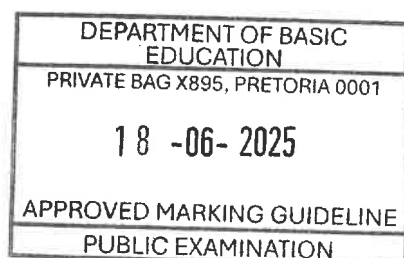 DEPARTMENT OF BASIC
EDUCATION
PRIVATE BAG X895, PRETORIA 0001
18 -06- 2025
APPROVED MARKING GUIDELINE
PUBLIC EXAMINATION